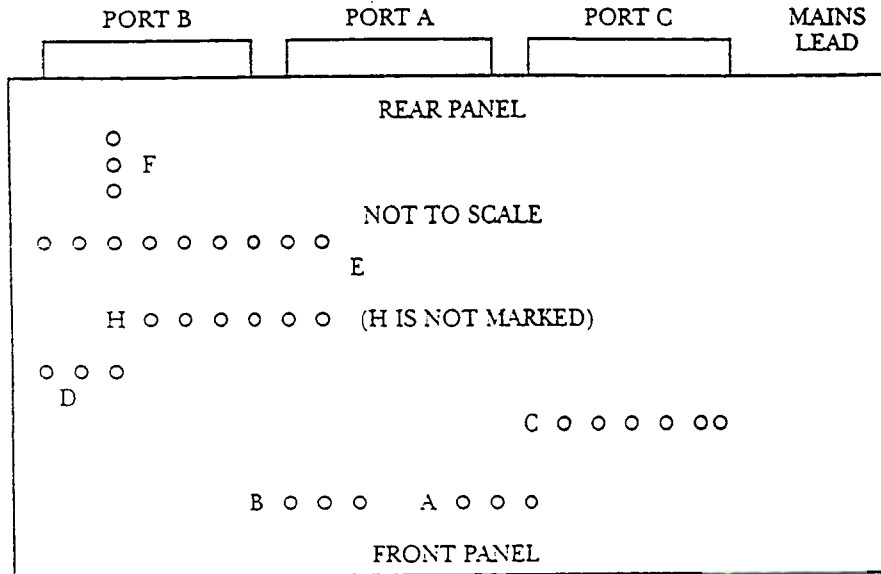 PORT B PORT A PORT C MAINS
LEAD
REAR PANEL
F
NOT TO SCALE
E
H (H IS NOT MARKED)
D
C
B A
FRONT PANEL